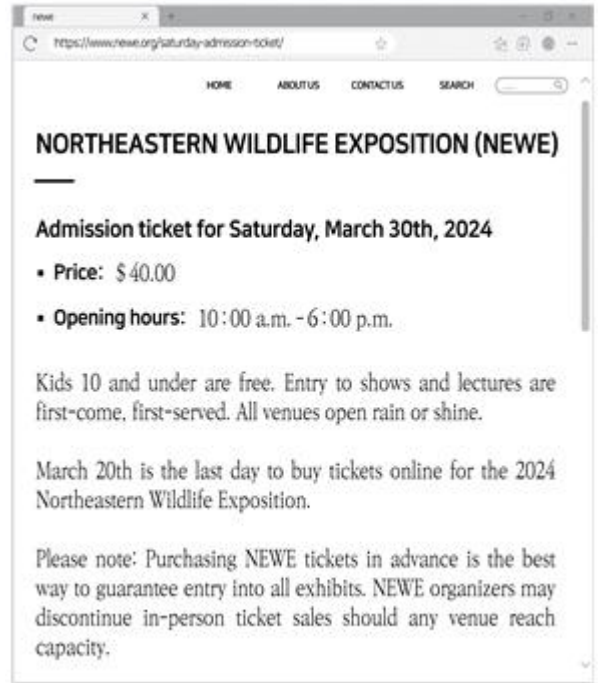 newe
https://www.newe.org/saturday-admission-ticket/
HOME ABOUT US CONTACT US SEARCH
NORTHEASTERN WILDLIFE EXPOSITION (NEWE)
Admission ticket for Saturday, March 30th, 2024
▪ Price: $40.00
▪ Opening hours: 10:00 a.m. - 6:00 p.m.
Kids 10 and under are free. Entry to shows and lectures are
first-come, first-served. All venues open rain or shine.
March 20th is the last day to buy tickets online for the 2024
Northeastern Wildlife Exposition.
Please note: Purchasing NEWE tickets in advance is the best
way to guarantee entry into all exhibits. NEWE organizers may
discontinue in-person ticket sales should any venue reach
capacity.